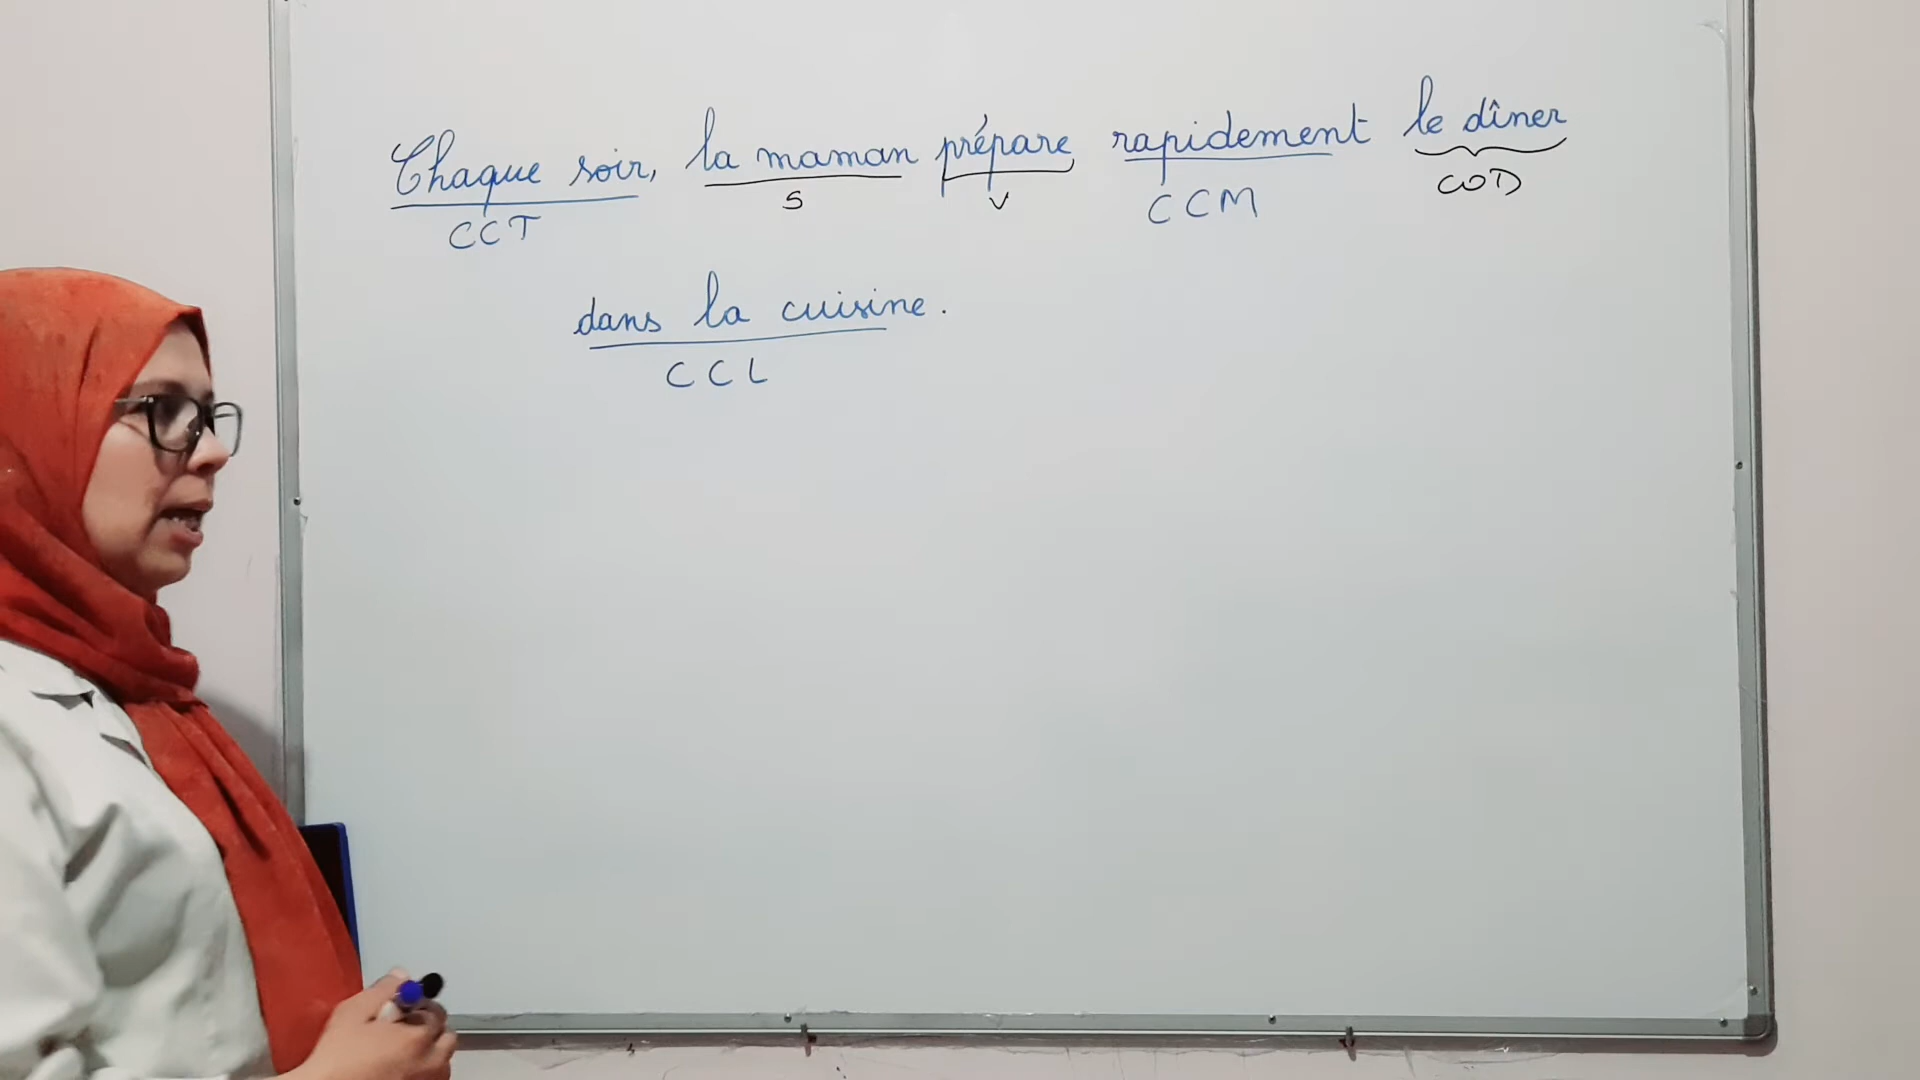 Chaque soir, la maman prépare rapidement le dîner
CCT S V CCM COD
dans la cuisine.
CCL